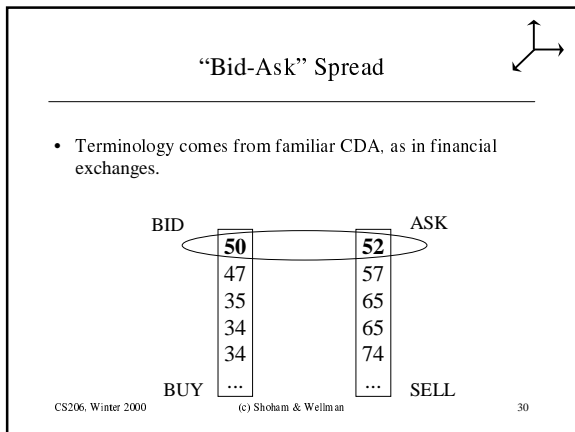 “Bid-Ask” Spread
• Terminology comes from familiar CDA, as in financial
exchanges.
BID ASK
50 52
47 57
35 65
34 65
34 74
... ...
BUY SELL
CS206, Winter 2000 (c) Shoham & Wellman 30